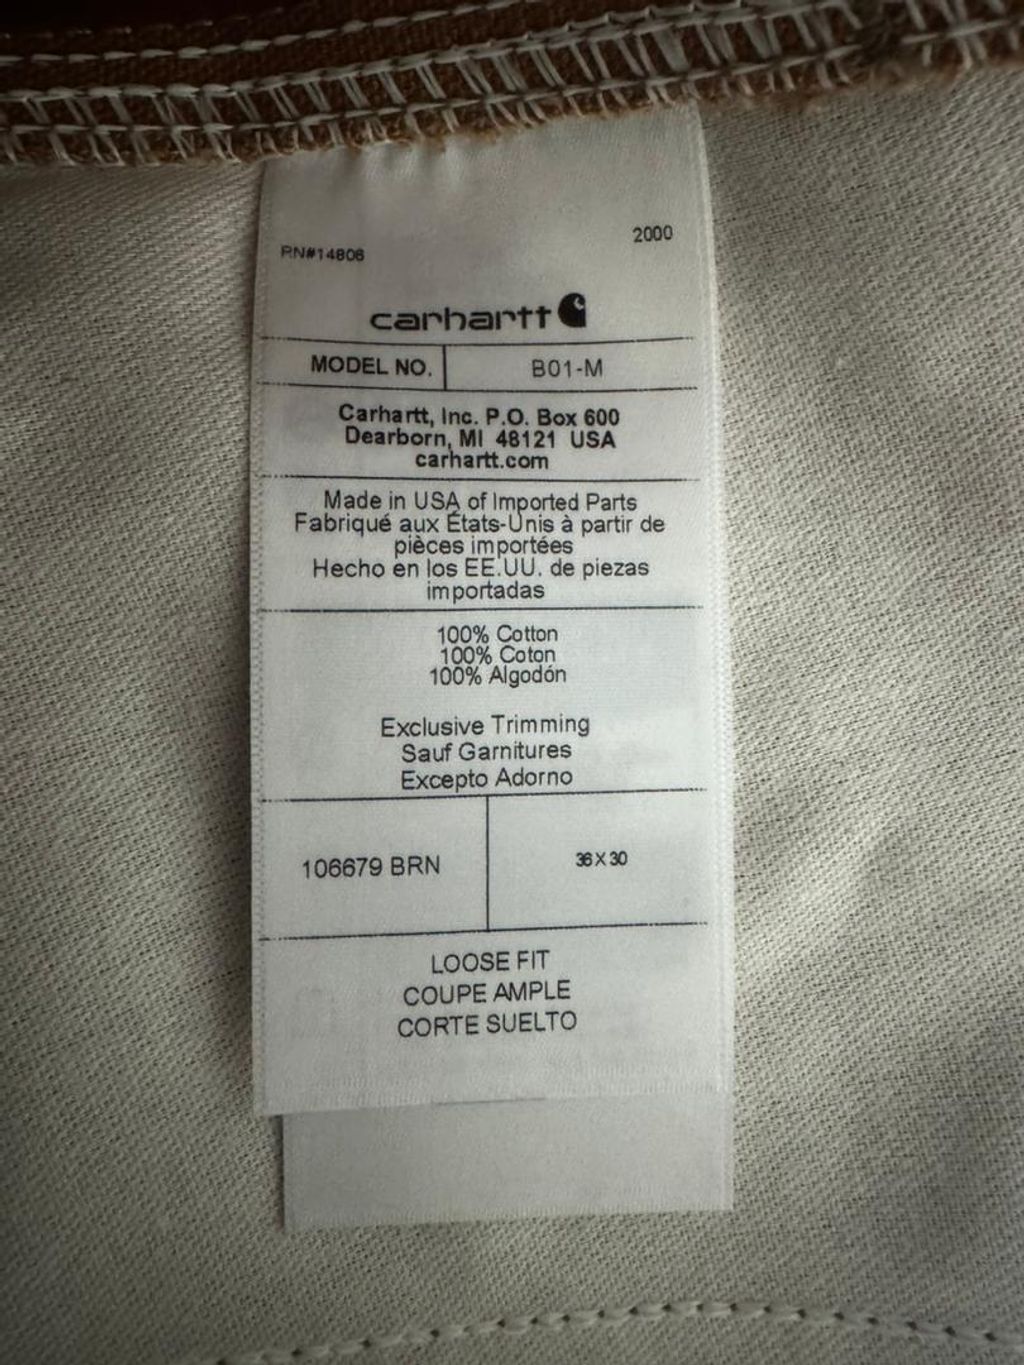 RN#14806
2000
carhartt
MODEL NO. B01-M
Carhartt, Inc. P.O. Box 600
Dearborn, MI 48121 USA
carhartt.com
Made in USA of Imported Parts
Fabriqué aux États-Unis à partir de
pièces importées
Hecho en los EE.UU. de piezas
importadas
100% Cotton
100% Coton
100% Algodón
Exclusive Trimming
Sauf Garnitures
Excepto Adorno
106679 BRN 36X30
LOOSE FIT
COUPE AMPLE
CORTE SUELTO